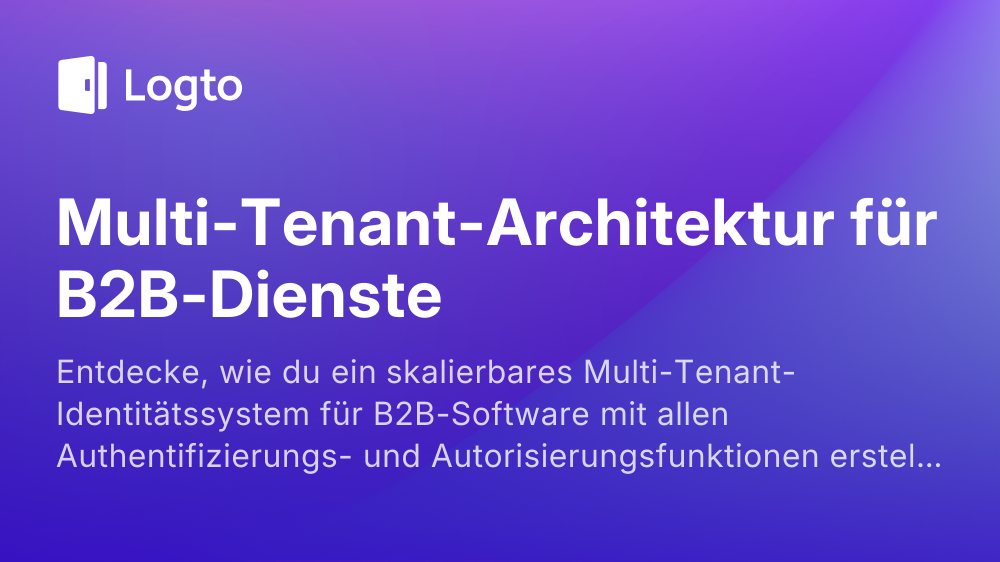 Logto
Multi-Tenant-Architektur für
B2B-Dienste
Entdecke, wie du ein skalierbares Multi-Tenant-
Identitätssystem für B2B-Software mit allen
Authentifizierungs- und Autorisierungsfunktionen erstel...